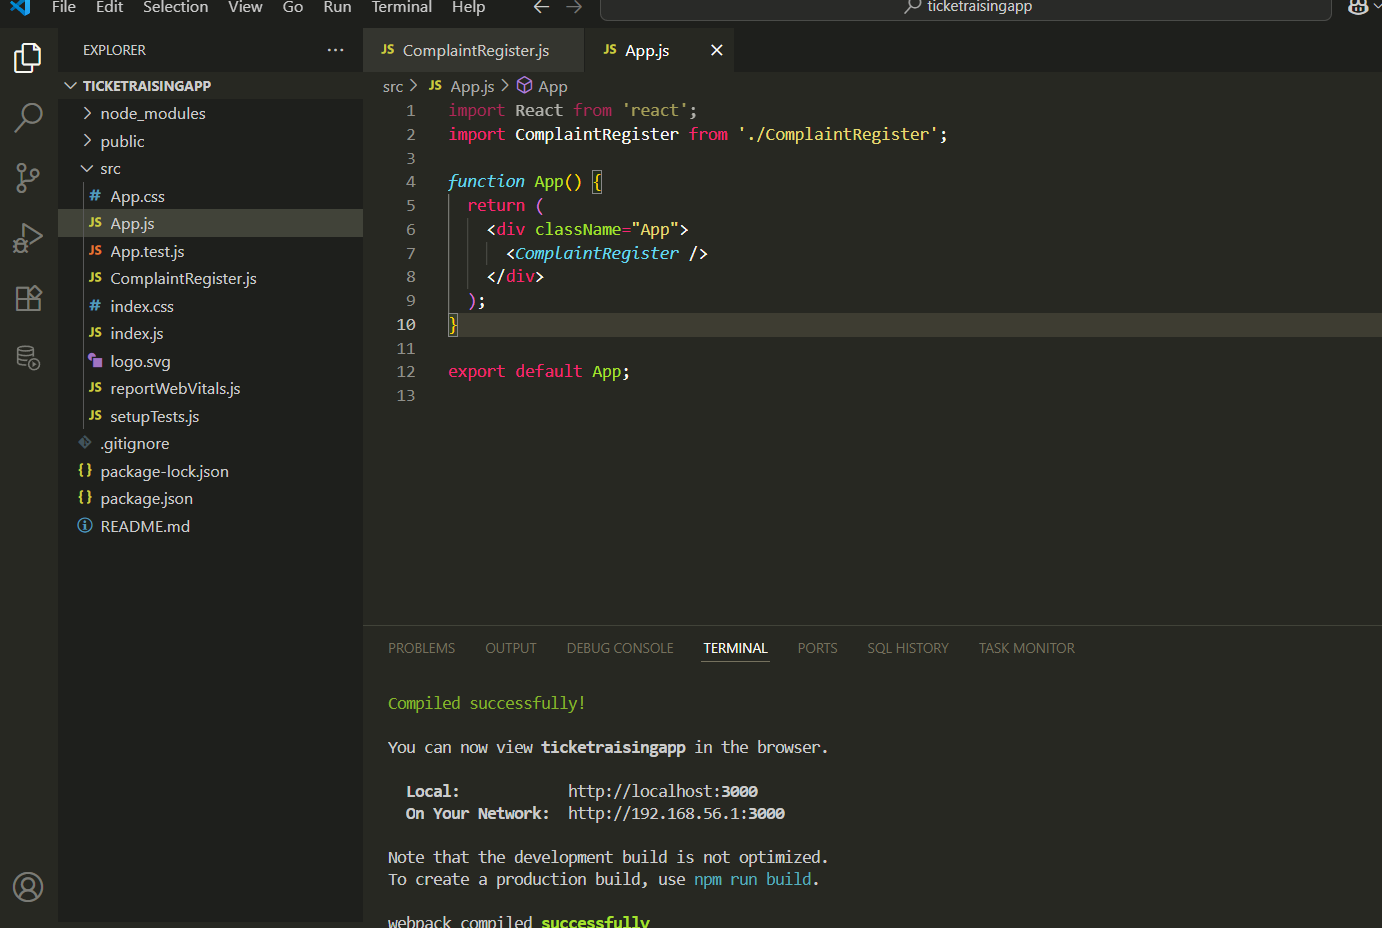 File Edit Selection View Go Run Terminal Help ticketraisingapp
EXPLORER
TICKETRAISINGAPP
node_modules
public
src
App.css
App.js
App.test.js
ComplaintRegister.js
index.css
index.js
logo.svg
reportWebVitals.js
setupTests.js
.gitignore
package-lock.json
package.json
README.md
JS ComplaintRegister.js
JS App.js
src > JS App.js > App
1 import React from 'react';
2 import ComplaintRegister from './ComplaintRegister';
3
4 function App() {
5 return (
6 <div className="App">
7 <ComplaintRegister />
8 </div>
9 );
10 }
11
12 export default App;
13
PROBLEMS OUTPUT DEBUG CONSOLE TERMINAL PORTS SQL HISTORY TASK MONITOR
Compiled successfully!
You can now view ticketraisingapp in the browser.
Local: http://localhost:3000
On Your Network: http://192.168.56.1:3000
Note that the development build is not optimized.
To create a production build, use npm run build.
webpack compiled successfully